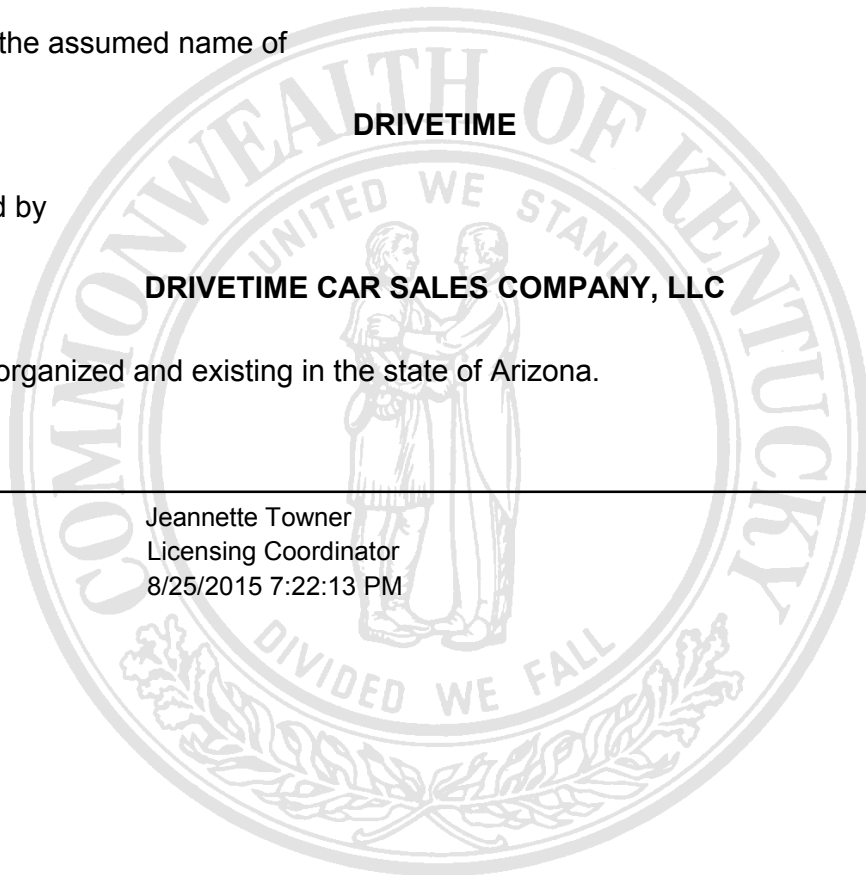 the assumed name of
DRIVETIME
d by
DRIVETIME CAR SALES COMPANY, LLC
organized and existing in the state of Arizona.
Jeannette Towner
Licensing Coordinator
8/25/2015 7:22:13 PM
COMMONWEALTH OF KENTUCKY
UNITED WE STAND
DIVIDED WE FALL